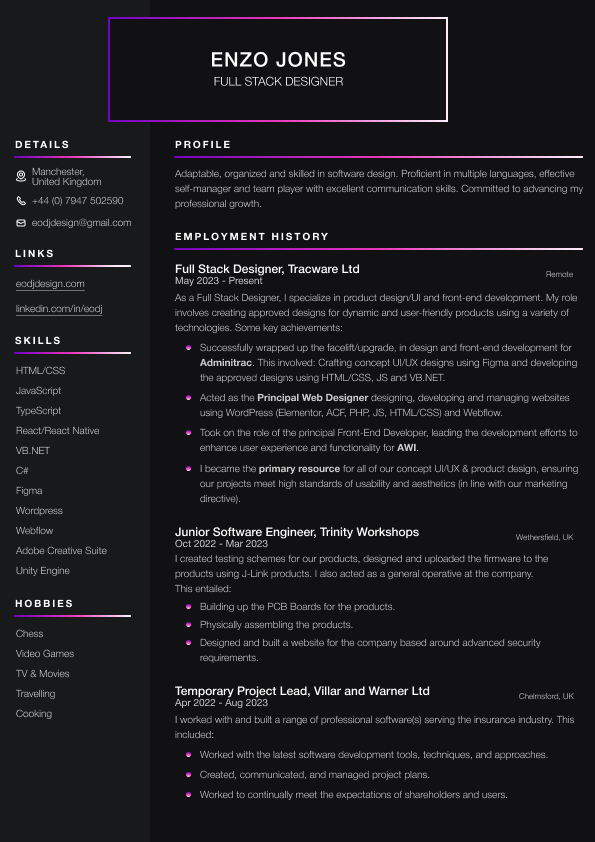 ENZO JONES
FULL STACK DESIGNER
DETAILS
Manchester,
United Kingdom
+44 (0) 7947 502590
eodjdesign@gmail.com
LINKS
eodjdesign.com
linkedin.com/in/eodj
SKILLS
HTML/CSS
JavaScript
TypeScript
React/React Native
VB.NET
C#
Figma
Wordpress
Webflow
Adobe Creative Suite
Unity Engine
HOBBIES
Chess
Video Games
TV & Movies
Travelling
Cooking
PROFILE
Adaptable, organized and skilled in software design. Proficient in multiple languages, effective
self-manager and team player with excellent communication skills. Committed to advancing my
professional growth.
EMPLOYMENT HISTORY
Full Stack Designer, Tracware Ltd
Remote
May 2023 - Present
As a Full Stack Designer, I specialize in product design/UI and front-end development. My role
involves creating approved designs for dynamic and user-friendly products using a variety of
technologies. Some key achievements:
Successfully wrapped up the facelift/upgrade, in design and front-end development for
Adminitrac. This involved: Crafting concept UI/UX designs using Figma and developing
the approved designs using HTML/CSS, JS and VB.NET.
Acted as the Principal Web Designer designing, developing and managing websites
using WordPress (Elementor, ACF, PHP, JS, HTML/CSS) and Webflow.
Took on the role of the principal Front-End Developer, leading the development efforts to
enhance user experience and functionality for AWI.
I became the primary resource for all of our concept UI/UX & product design, ensuring
our projects meet high standards of usability and aesthetics (in line with our marketing
directive).
Junior Software Engineer, Trinity Workshops
Wethersfield, UK
Oct 2022 - Mar 2023
I created testing schemes for our products, designed and uploaded the firmware to the
products using J-Link products. I also acted as a general operative at the company.
This entailed:
Building up the PCB Boards for the products.
Physically assembling the products.
Designed and built a website for the company based around advanced security
requirements.
Temporary Project Lead, Villar and Warner Ltd
Chelmsford, UK
Apr 2022 - Aug 2023
I worked with and built a range of professional software(s) serving the insurance industry. This
included:
Worked with the latest software development tools, techniques, and approaches.
Created, communicated, and managed project plans.
Worked to continually meet the expectations of shareholders and users.